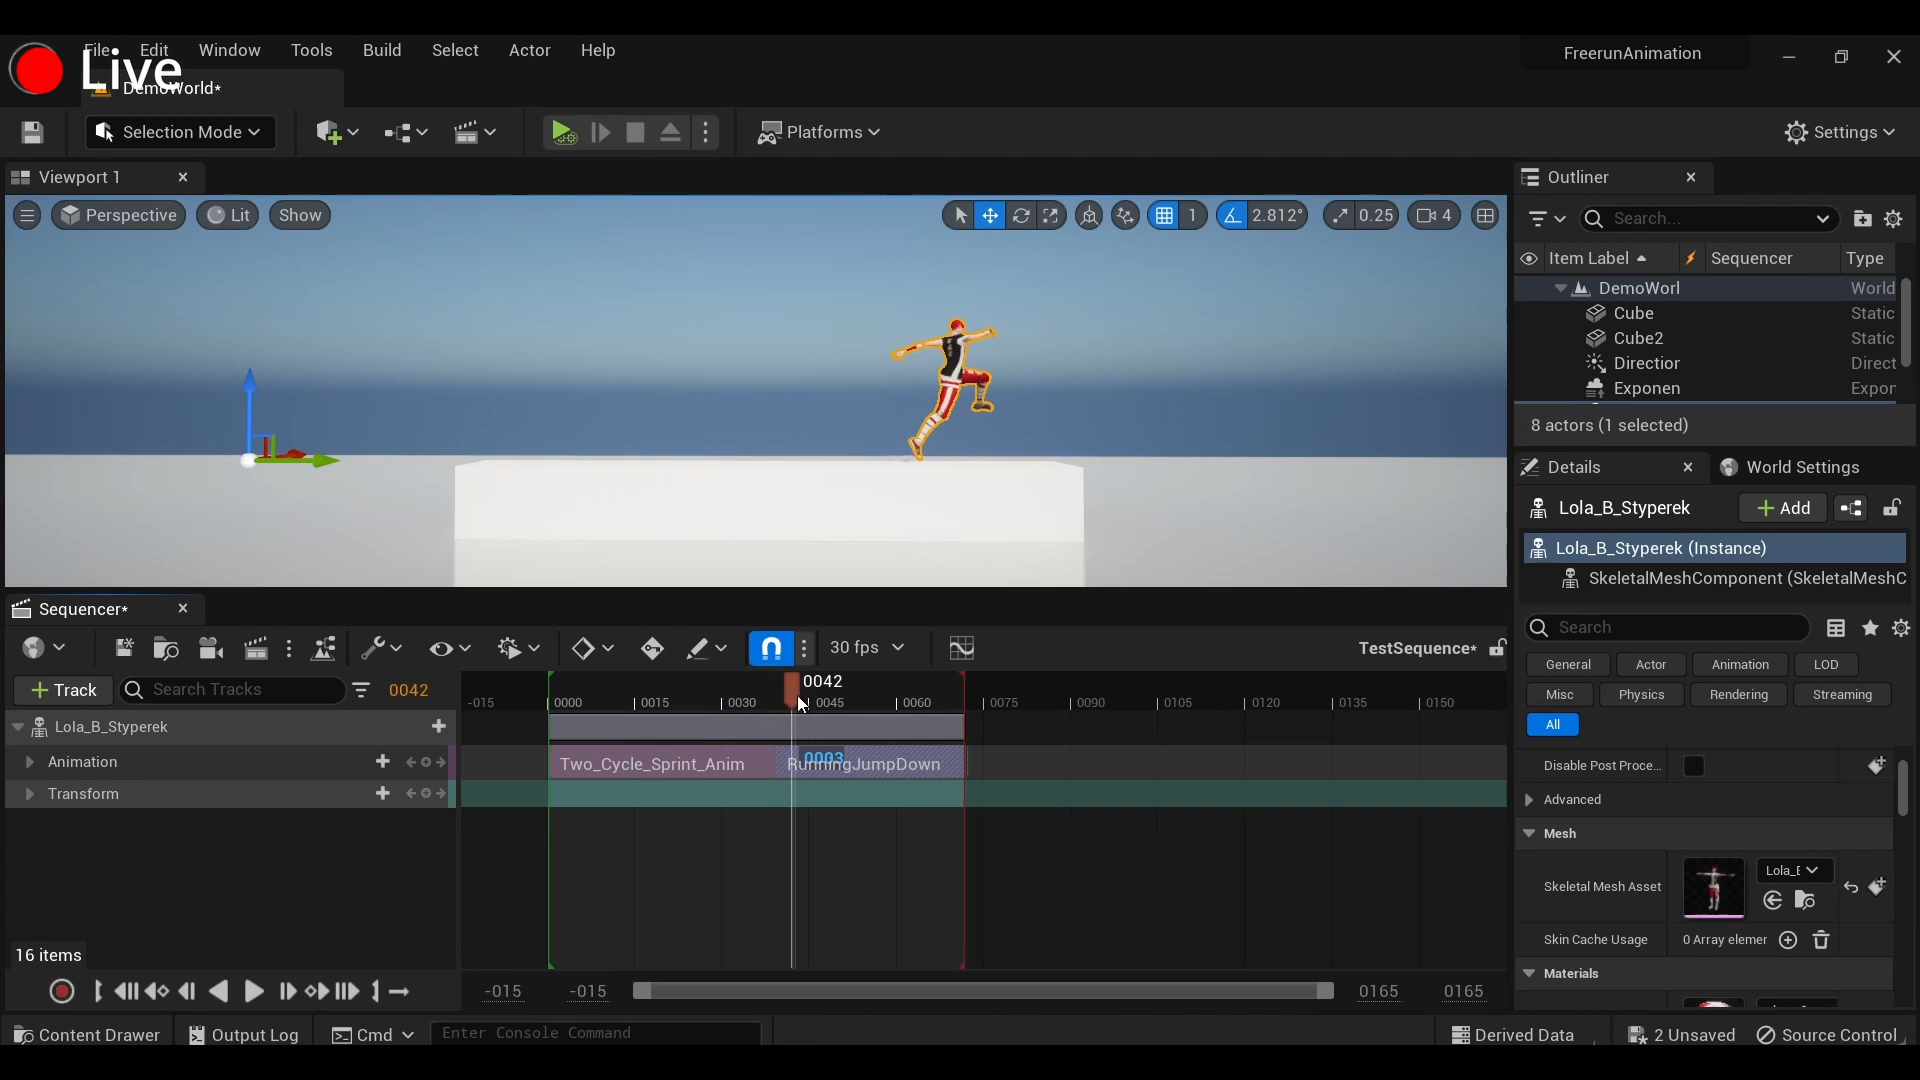 File Edit Window Tools Build Select Actor Help
FreerunAnimation
Live
DemoWorld*
Selection Mode
Platforms
Settings
Viewport 1
Outliner
Perspective
Lit
Show
1
2.812°
0.25
4
Search...
Item Label
Sequencer
Type
DemoWorl World
Cube Static
Cube2 Static
Direction Direct
Exponen Expon
8 actors (1 selected)
Details
World Settings
Lola_B_Styperek
Add
Lola_B_Styperek (Instance)
SkeletalMeshComponent (SkeletalMeshC
Search
General Actor Animation LOD
Misc Physics Rendering Streaming
All
Disable Post Proce...
Advanced
Mesh
Skeletal Mesh Asset
Lola_E
Skin Cache Usage
0 Array elemer
Materials
Sequencer*
30 fps
TestSequence*
Track
Search Tracks
0042
0042
-015 0000 0015 0030 0045 0060 0075 0090 0105 0120 0135 0150
Lola_B_Styperek
Animation
Two_Cycle_Sprint_Anim
0003
RunningJumpDown
Transform
16 items
-015 -015 0165 0165
Content Drawer
Output Log
Cmd
Enter Console Command
Derived Data
2 Unsaved
Source Control